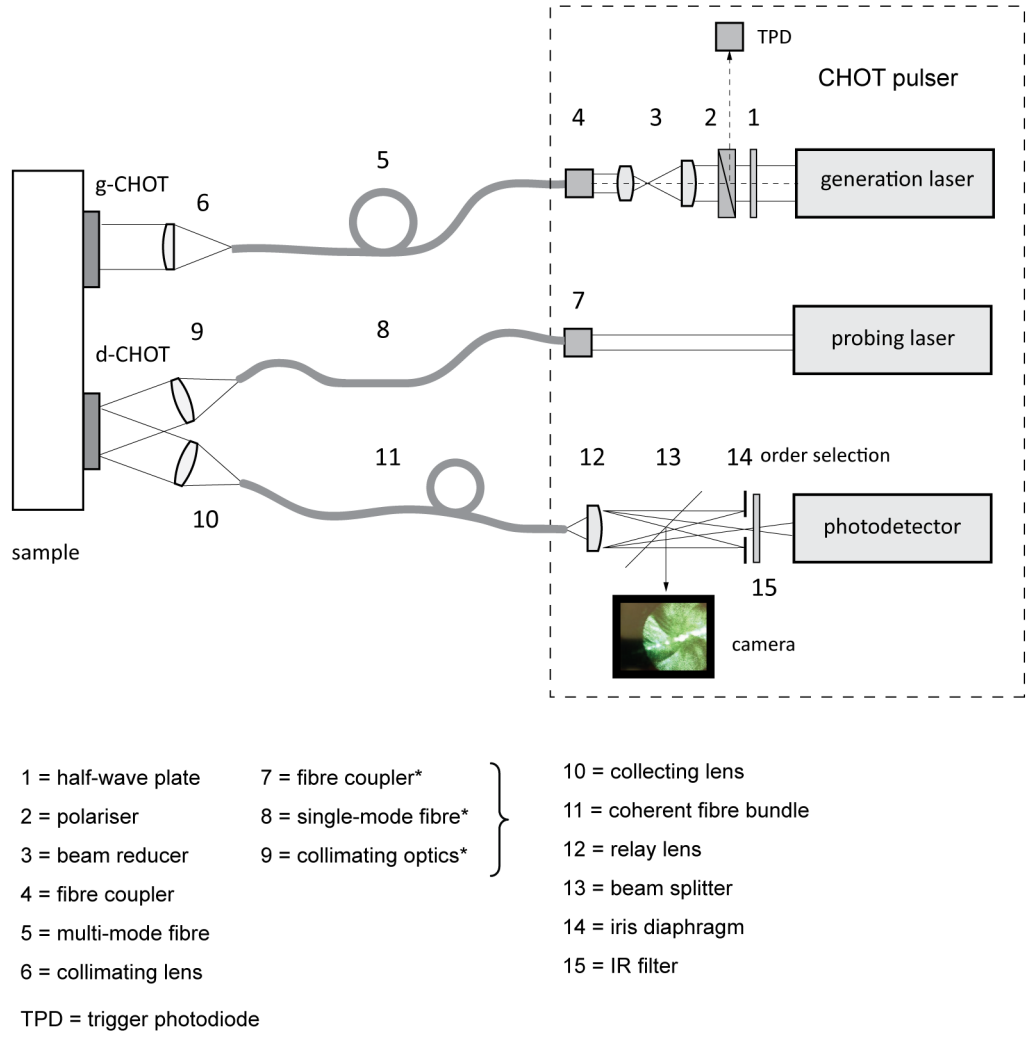 TPD
CHOT pulser
4
3
2
1
5
generation laser
g-CHOT
6
7
9
8
probing laser
d-CHOT
11
12
13
14 order selection
photodetector
10
sample
15
camera
1 = half-wave plate
2 = polariser
3 = beam reducer
4 = fibre coupler
5 = multi-mode fibre
6 = collimating lens
TPD = trigger photodiode
7 = fibre coupler*
8 = single-mode fibre*
9 = collimating optics*
10 = collecting lens
11 = coherent fibre bundle
12 = relay lens
13 = beam splitter
14 = iris diaphragm
15 = IR filter